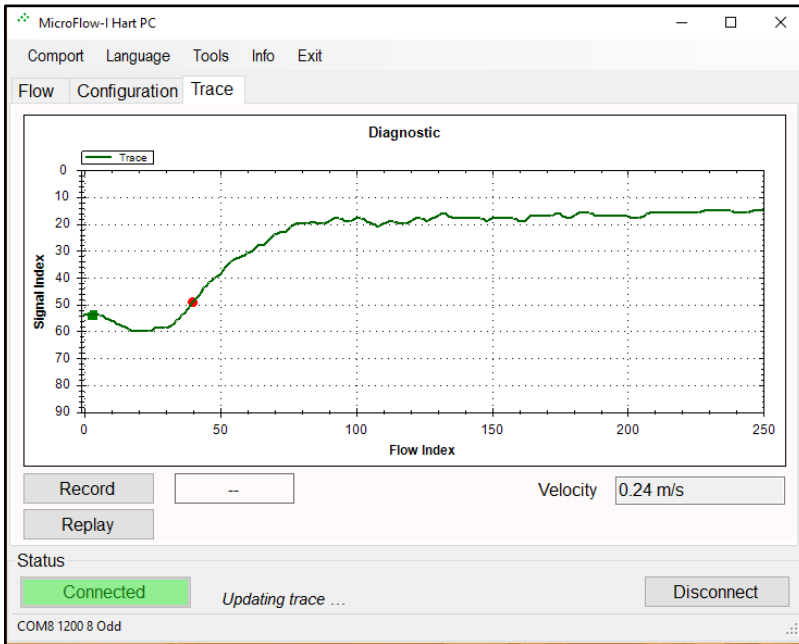 MicroFlow-I Hart PC
Comport Language Tools Info Exit
Flow Configuration Trace
Diagnostic
Trace
0
10
20
30
40
50
60
70
80
90
Signal Index
0 50 100 150 200 250
Flow Index
Record -- Velocity 0.24 m/s
Replay
Status
Connected Updating trace ... Disconnect
COM8 1200 8 Odd